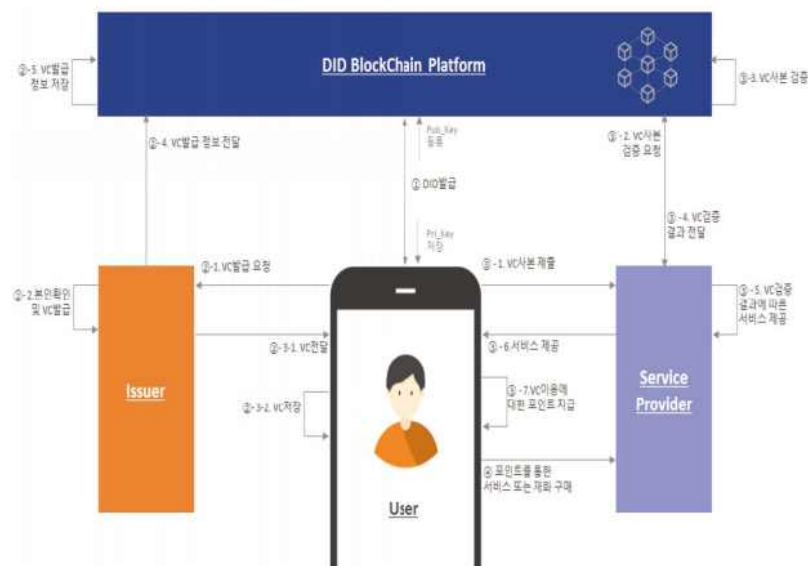 DID BlockChain Platform
②-5. VC발급
정보 저장
③-3. VC사본 검증
②-4. VC발급 정보 전달
Pub_Key
등록
① DID발급
Pri_Key
저장
③-2. VC사본
검증 요청
③-4. VC검증
결과 전달
②-1. VC발급 요청
③-1. VC사본 제출
②-2.본인확인
및 VC발급
②-3-1. VC전달
③-6.서비스 제공
③-5. VC검증
결과에 따른
서비스 제공
Issuer
②-3-2. VC저장
③-7.VC이용에
대한 포인트 지급
Service
Provider
④ 포인트를 통한
서비스 또는 재화 구매
User